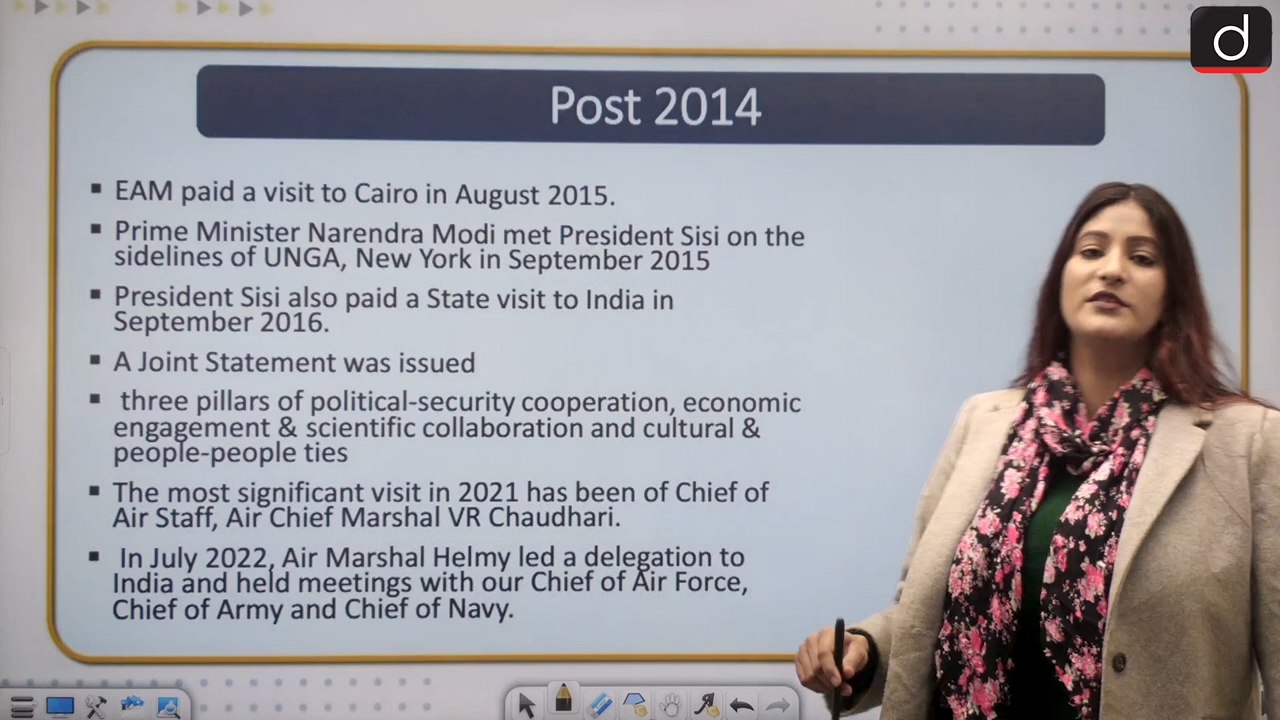 d
Post 2014
▪ EAM paid a visit to Cairo in August 2015.
▪ Prime Minister Narendra Modi met President Sisi on the
sidelines of UNGA, New York in September 2015
▪ President Sisi also paid a State visit to India in
September 2016.
▪ A Joint Statement was issued
▪ three pillars of political-security cooperation, economic
engagement & scientific collaboration and cultural &
people-people ties
▪ The most significant visit in 2021 has been of Chief of
Air Staff, Air Chief Marshal VR Chaudhari.
▪ In July 2022, Air Marshal Helmy led a delegation to
India and held meetings with our Chief of Air Force,
Chief of Army and Chief of Navy.